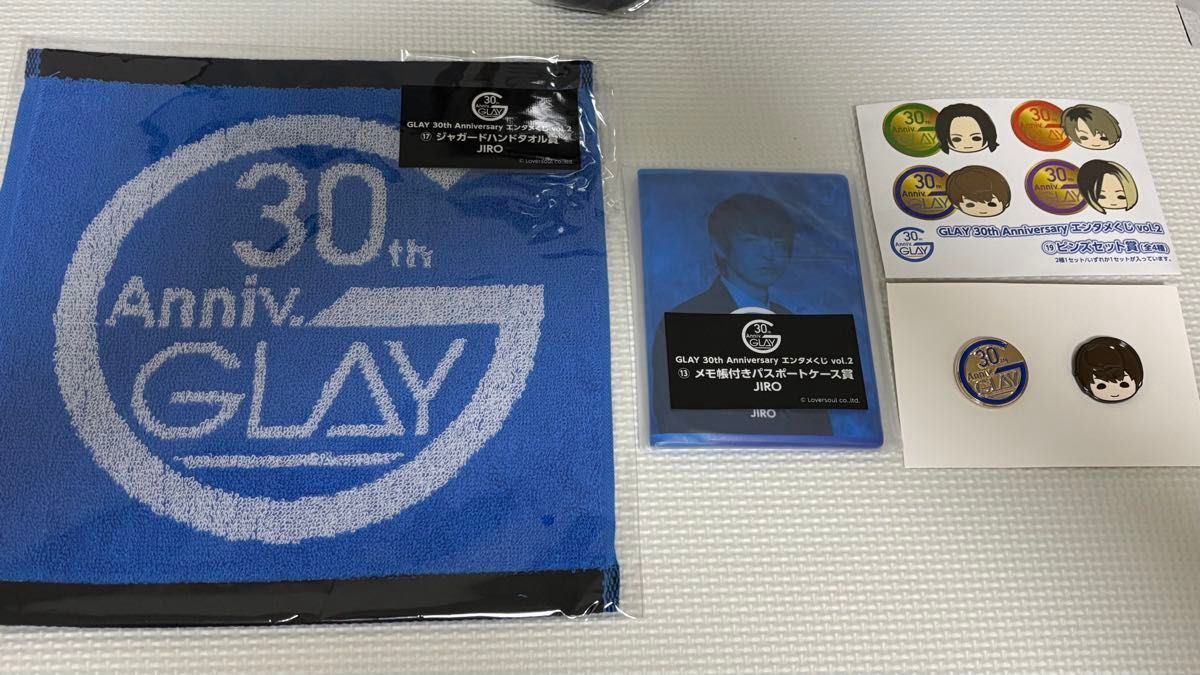 30th
Anniv.
GLAY
30th
Anniv.
GLAY
GLAY 30th Anniversary エンタメくじ vol.2
⑰ ジャガードハンドタオル賞
JIRO
© Loversoul co.,ltd.
30th
Anniv.
GLAY
GLAY 30th Anniversary エンタメくじ vol.2
⑬ メモ帳付きパスポートケース賞
JIRO
© Loversoul co.,ltd.
JIRO
30th
Anniv.
GLAY
30th
Anniv.
GLAY
30th
Anniv.
GLAY
30th
Anniv.
GLAY
30th
Anniv.
GLAY
GLAY 30th Anniversary エンタメくじ vol.2
⑲ ピンズセット賞(全4種)
2種1セット/いずれか1セットが入っています。
30th
Anniv.
GLAY